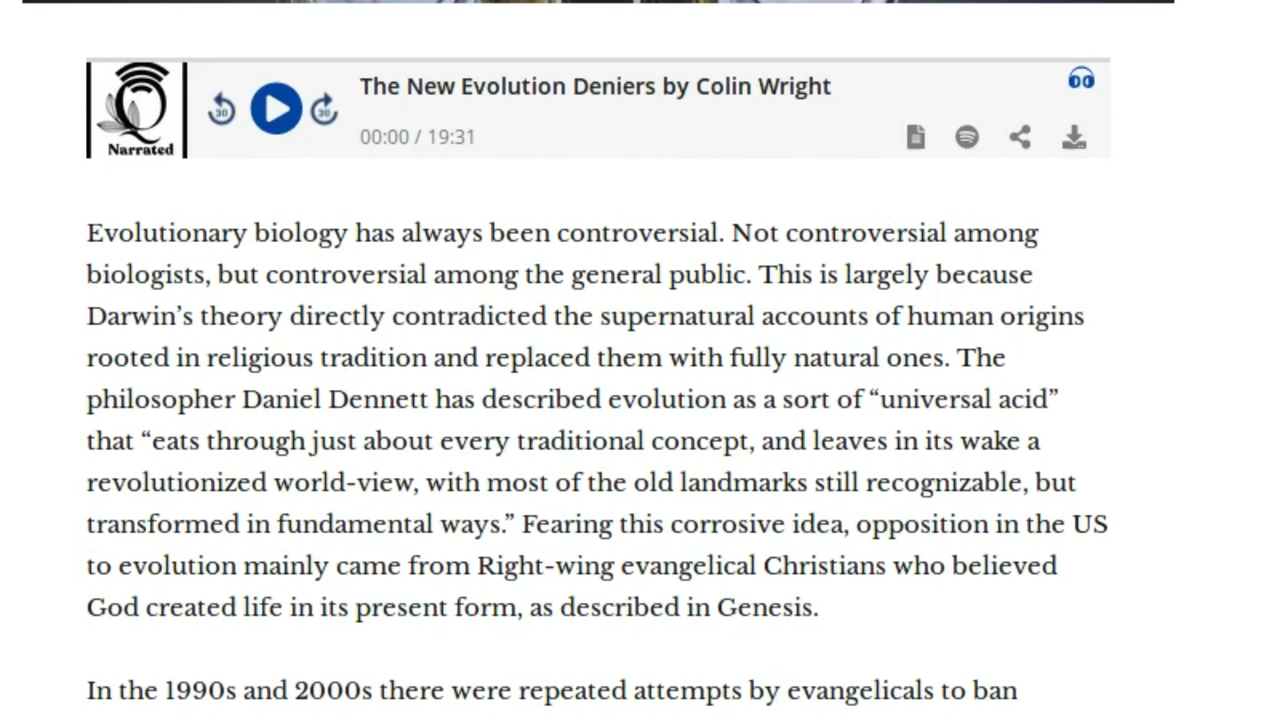 The New Evolution Deniers by Colin Wright
30
30
00:00 / 19:31
Q
Narrated
Evolutionary biology has always been controversial. Not controversial among
biologists, but controversial among the general public. This is largely because
Darwin’s theory directly contradicted the supernatural accounts of human origins
rooted in religious tradition and replaced them with fully natural ones. The
philosopher Daniel Dennett has described evolution as a sort of “universal acid”
that “eats through just about every traditional concept, and leaves in its wake a
revolutionized world-view, with most of the old landmarks still recognizable, but
transformed in fundamental ways.” Fearing this corrosive idea, opposition in the US
to evolution mainly came from Right-wing evangelical Christians who believed
God created life in its present form, as described in Genesis.
In the 1990s and 2000s there were repeated attempts by evangelicals to ban